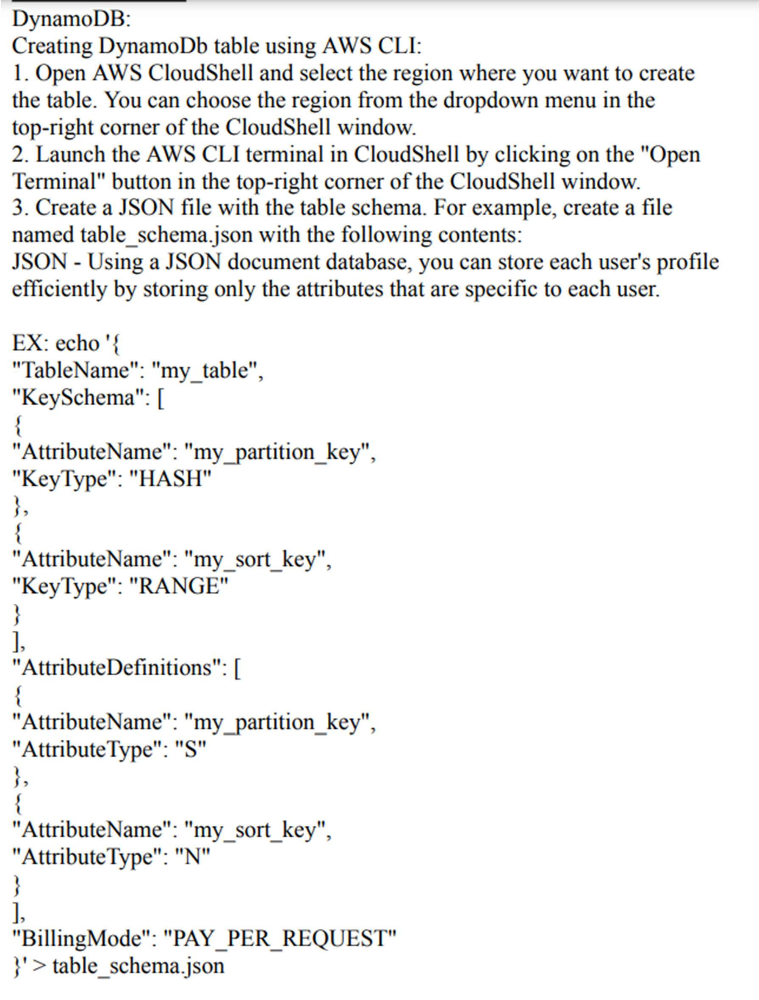 DynamoDB:
Creating DynamoDb table using AWS CLI:
1. Open AWS CloudShell and select the region where you want to create
the table. You can choose the region from the dropdown menu in the
top-right corner of the CloudShell window.
2. Launch the AWS CLI terminal in CloudShell by clicking on the "Open
Terminal" button in the top-right corner of the CloudShell window.
3. Create a JSON file with the table schema. For example, create a file
named table_schema.json with the following contents:
JSON - Using a JSON document database, you can store each user's profile
efficiently by storing only the attributes that are specific to each user.
EX: echo '{
"TableName": "my_table",
"KeySchema": [
{
"AttributeName": "my_partition_key",
"KeyType": "HASH"
},
{
"AttributeName": "my_sort_key",
"KeyType": "RANGE"
}
],
"AttributeDefinitions": [
{
"AttributeName": "my_partition_key",
"AttributeType": "S"
},
{
"AttributeName": "my_sort_key",
"AttributeType": "N"
}
],
"BillingMode": "PAY_PER_REQUEST"
}' > table_schema.json